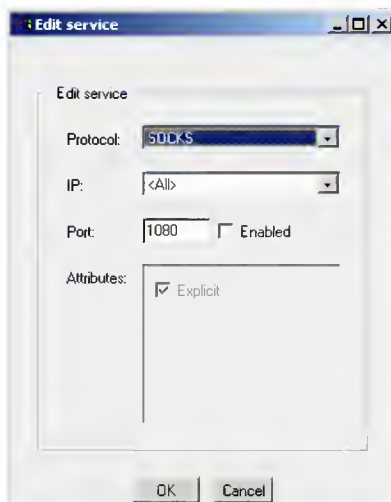 Edit service
Edit service
Protocol: SOCKS
IP: <All>
Port: 1080 Enabled
Attributes: Explicit
OK Cancel